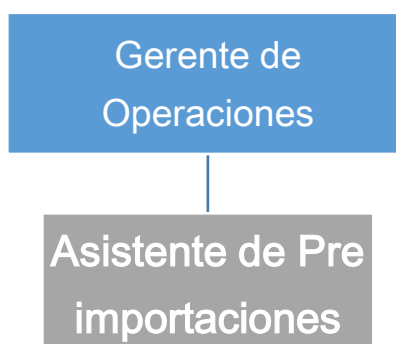 Gerente de
Operaciones
Asistente de Pre
importaciones